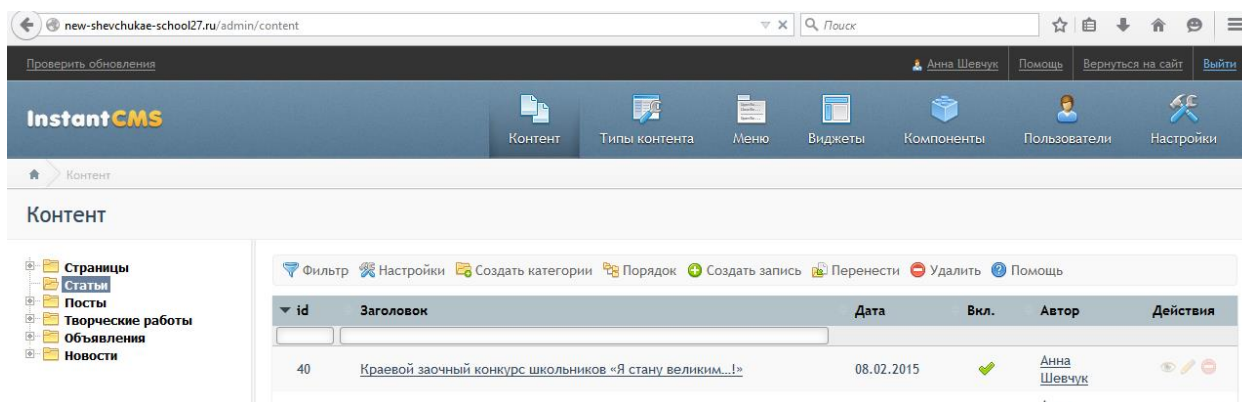 new-shevchukae-school27.ru/admin/content Поиск
Проверить обновления Анна Шевчук Помощь Вернуться на сайт Выйти
InstantCMS Контент Типы контента Меню Виджеты Компоненты Пользователи Настройки
Контент
Контент
Страницы
Статьи
Посты
Творческие работы
Объявления
Новости
Фильтр Настройки Создать категории Порядок Создать запись Перенести Удалить Помощь
id Заголовок Дата Вкл. Автор Действия
40 Краевой заочный конкурс школьников «Я стану великим...!» 08.02.2015 Анна
Шевчук